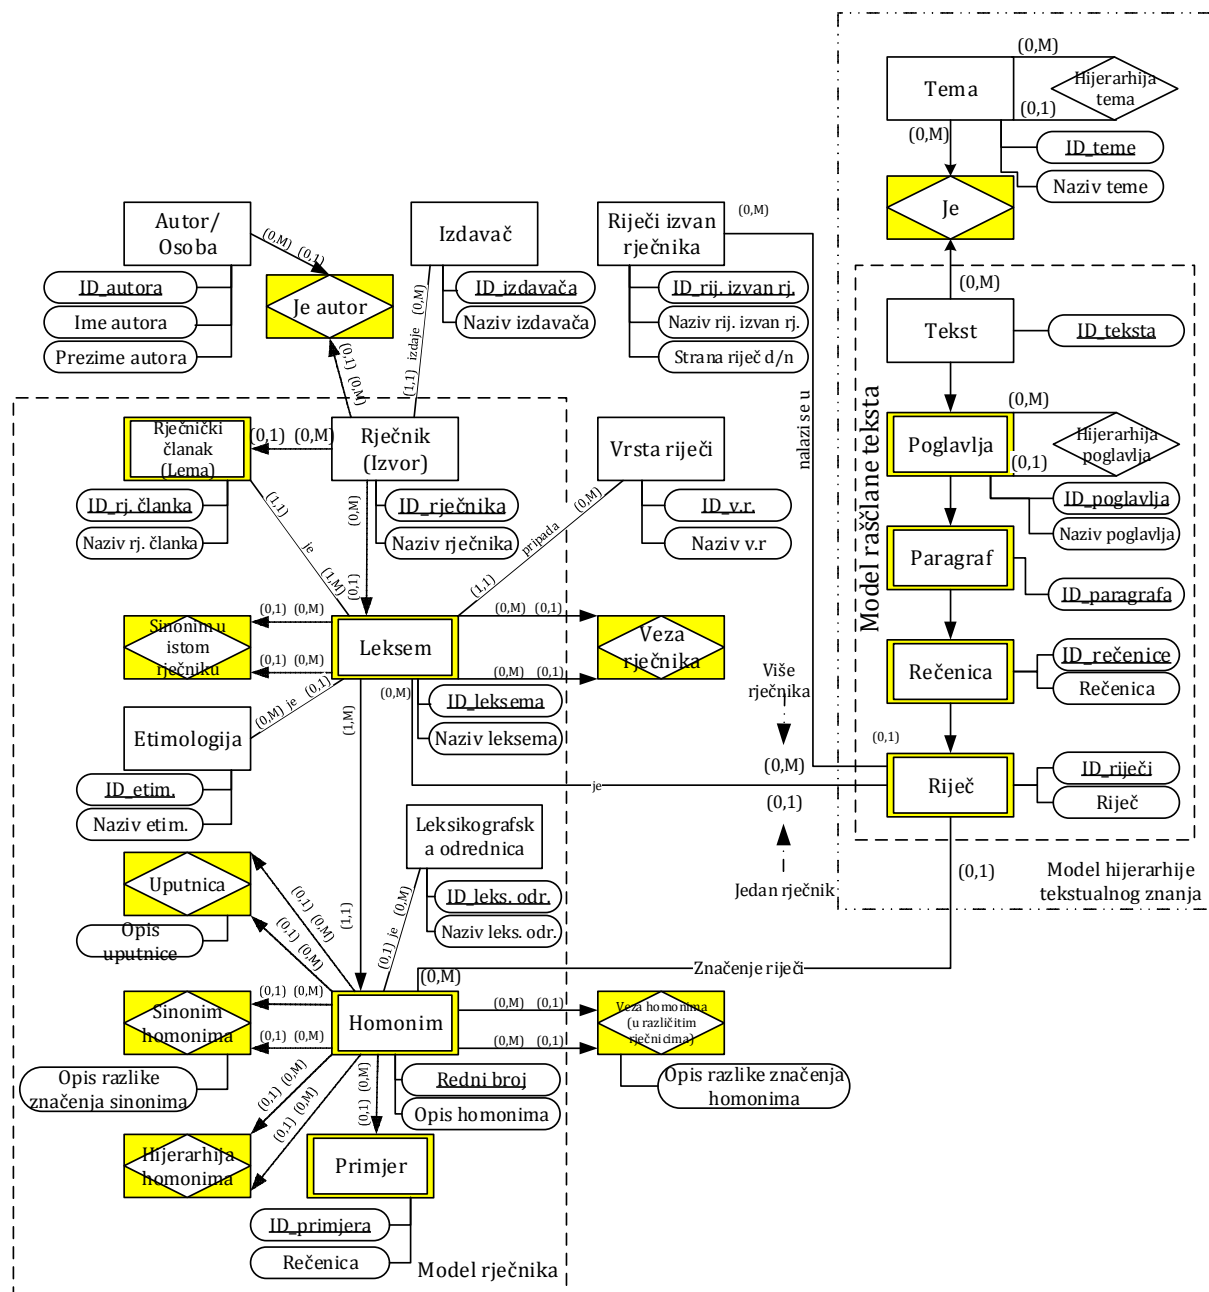 (0,M)
Tema
Hijerarhija
tema
(0,1)
(0,M)
ID_teme
Naziv teme
Je
(0,M)
Autor/
Osoba
(0,M) (0,1)
ID_autora
Ime autora
Prezime autora
Je autor
(0,1) (0,M)
Izdavač
ID_izdavača
Naziv izdavača
(1,1) izdaje (0,M)
Riječi izvan
rječnika
(0,M)
ID_rij. izvan rj.
Naziv rij. izvan rj.
Strana riječ d/n
nalazi se u
Tekst
ID_teksta
Model raščlane teksta
(0,M)
Poglavlja
Hijerarhija
poglavlja
(0,1)
ID_poglavlja
Naziv poglavlja
Paragraf
ID_paragrafa
Rečenica
ID_rečenice
Rečenica
(0,1)
Riječ
ID_riječi
Riječ
(0,1)
Model hijerarhije
tekstualnog znanja
Rječnički
članak
(Lema)
(0,1) (0,M)
Rječnik
(Izvor)
ID_rj. članka
Naziv rj. članka
ID_rječnika
Naziv rječnika
(1,1) je (1,M)
(0,M) (0,1)
Vrsta riječi
ID_v.r.
Naziv v.r
(1,1) pripada (0,M)
Sinonim u
istom
rječniku
(0,1) (0,M)
(0,1) (0,M)
Leksem
(0,M) (0,1)
(0,M) (0,1)
Veza
rječnika
(0,M)
ID_leksema
Naziv leksema
Više
rječnika
(0,M)
(0,1)
Jedan rječnik
je
Etimologija
(0,M) je (0,1)
ID_etim.
Naziv etim.
(1,M)
(1,1)
Leksikografsk
a odrednica
ID_leks. odr.
Naziv leks. odr.
(0,1) je (0,M)
Uputnica
Opis
uputnice
(0,1) (0,M)
(0,1) (0,M)
(0,M)
Značenje riječi
Sinonim
homonima
(0,1) (0,M)
(0,1) (0,M)
Homonim
(0,M) (0,1)
(0,M) (0,1)
Veza homonima
(u različitim
rječnicima)
Opis razlike
značenja sinonima
Redni broj
Opis homonima
Opis razlike značenja
homonima
(0,1) (0,M)
(0,1) (0,M)
(0,1) (0,M)
Hijerarhija
homonima
Primjer
ID_primjera
Rečenica
Model rječnika